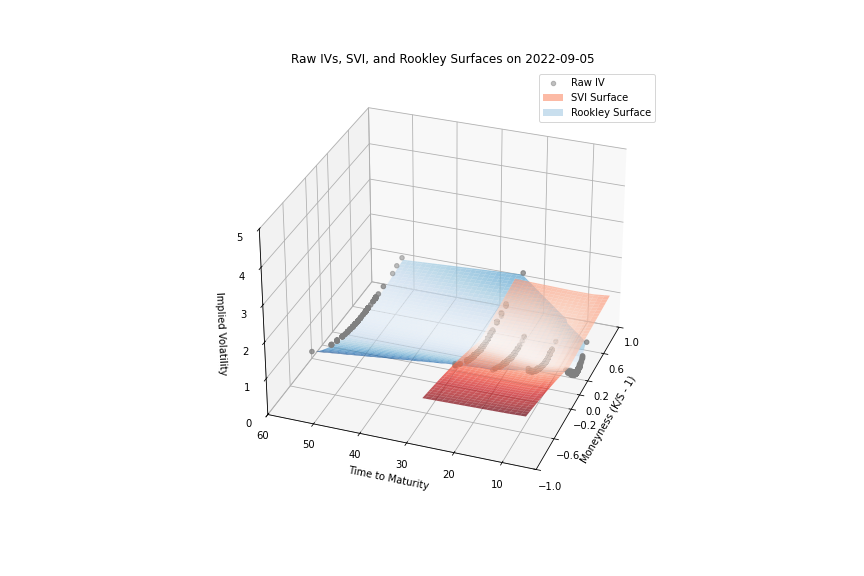 Raw IVs, SVI, and Rookley Surfaces on 2022-09-05
Raw IV
SVI Surface
Rookley Surface
5
4
3
2
1
0
Implied Volatility
60
50
40
30
20
10
Time to Maturity
1.0
0.6
0.2
0.0
−0.2
−0.6
−1.0
Moneyness (K/S - 1)